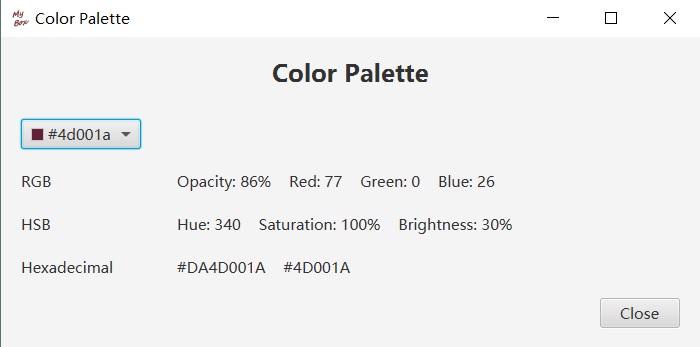 My Box Color Palette
Color Palette
#4d001a
RGB Opacity: 86% Red: 77 Green: 0 Blue: 26
HSB Hue: 340 Saturation: 100% Brightness: 30%
Hexadecimal #DA4D001A #4D001A
Close